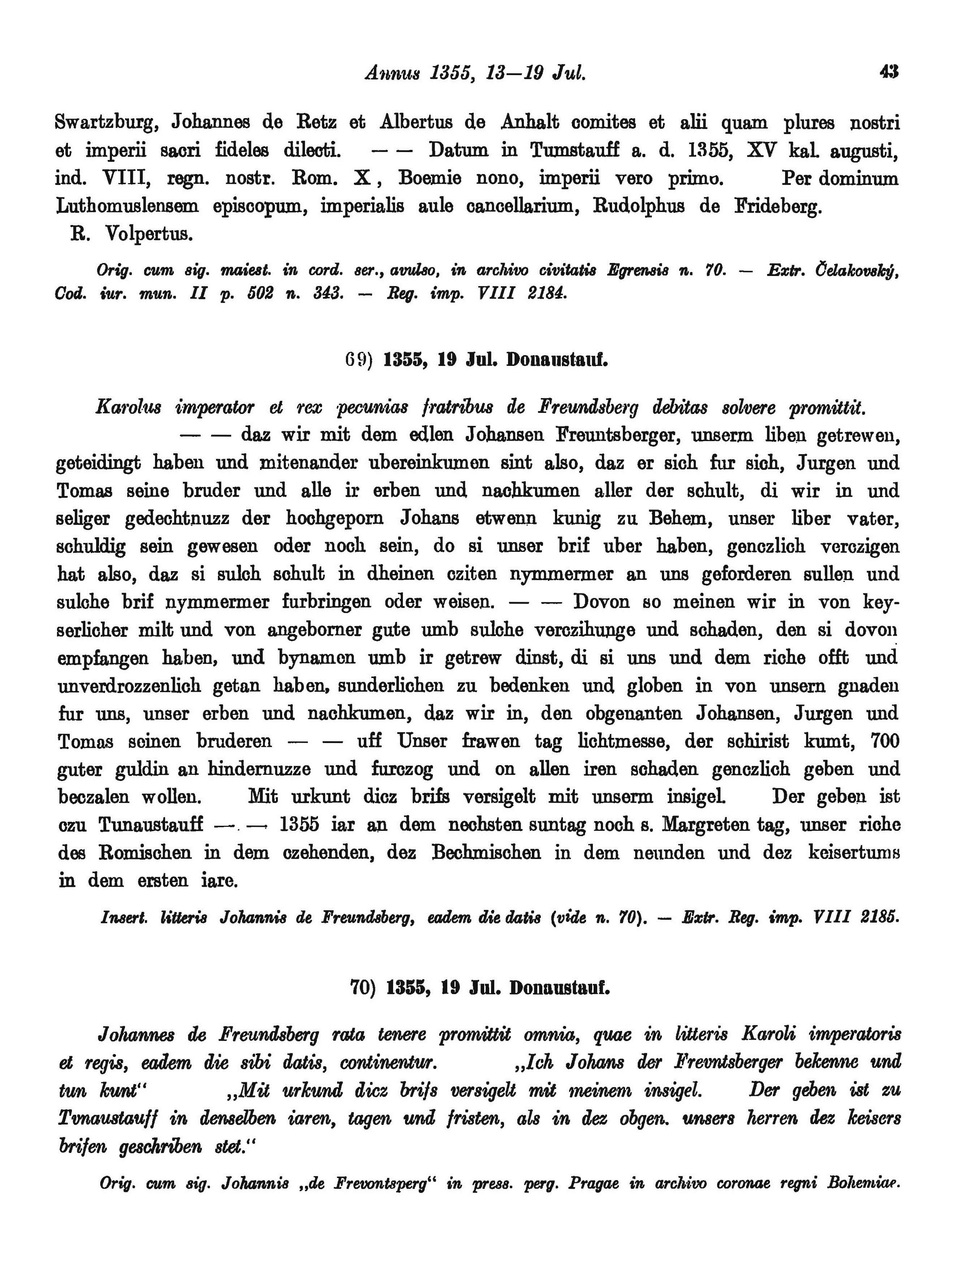 Annus 1355, 13—19 Jul. 43
Swartzburg, Johannes de Retz et Albertus de Anhalt comites et alii quam plures nostri
et imperii sacri fideles dilecti. — — Datum in Tumstauff a. d. 1355, XV kal. augusti,
ind. VIII, regn. nostr. Rom. X, Boemie nono, imperii vero primo. Per dominum
Luthomuslensem episcopum, imperialis aule cancellarium, Rudolphus de Frideberg.
R. Volpertus.
Orig. cum sig. maiest. in cord. ser., avulso, in archivo civitatis Egrensis n. 70. — Extr. Čelakovský,
Cod. iur. mun. II p. 502 n. 343. — Reg. imp. VIII 2184.
69) 1355, 19 Jul. Donaustauf.
Karolus imperator et rex pecunias fratribus de Freundsberg debitas solvere promittit.
— — daz wir mit dem edlen Johansen Freuntsberger, unserm liben getrewen,
geteidingt haben und mitenander ubereinkumen sint also, daz er sich fur sich, Jurgen und
Tomas seine bruder und alle ir erben und nachkumen aller der schult, di wir in und
seliger gedechtnuzz der hochgeporn Johans etwenn kunig zu Behem, unser liber vater,
schuldig sein gewesen oder noch sein, do si unser brif uber haben, genczlich verczigen
hat also, daz si sulch schult in dheinen cziten nymmermer an uns geforderen sullen und
sulche brif nymmermer furbringen oder weisen. — — Dovon so meinen wir in von key-
serlicher milt und von angeborner gute umb sulche verczihunge und schaden, den si dovon
empfangen haben, und bynamen umb ir getrew dinst, di si uns und dem riche offt und
unverdrozzenlich getan haben, sunderlichen zu bedenken und globen in von unsern gnaden
fur uns, unser erben und nachkumen, daz wir in, den obgenanten Johansen, Jurgen und
Tomas seinen bruderen — — uff Unser frawen tag lichtmesse, der schirist kumt, 700
guter guldin an hindernuzze und furczog und on allen iren schaden genczlich geben und
beczalen wollen. Mit urkunt dicz brifs versigelt mit unserm insigel. Der geben ist
czu Tunaustauff — — 1355 iar an dem nechsten suntag noch s. Margreten tag, unser riche
des Romischen in dem czehenden, dez Bechmischen in dem neunden und dez keisertums
in dem ersten iare.
Insert. litteris Johannis de Freundsberg, eadem die datis (vide n. 70). — Extr. Reg. imp. VIII 2185.
70) 1355, 19 Jul. Donaustauf.
Johannes de Freundsberg rata tenere promittit omnia, quae in litteris Karoli imperatoris
et regis, eadem die sibi datis, continentur. „Ich Johans der Frevntsberger bekenne und
tun kunt“ „Mit urkund dicz brifs versigelt mit meinem insigel. Der geben ist zu
Tvnaustauff in denselben iaren, tagen vnd fristen, als in dez obgen. vnsers herren dez keisers
brifen geschriben stet.“
Orig. cum sig. Johannis „de Frevontsperg“ in press. perg. Pragae in archivo coronae regni Bohemiae.